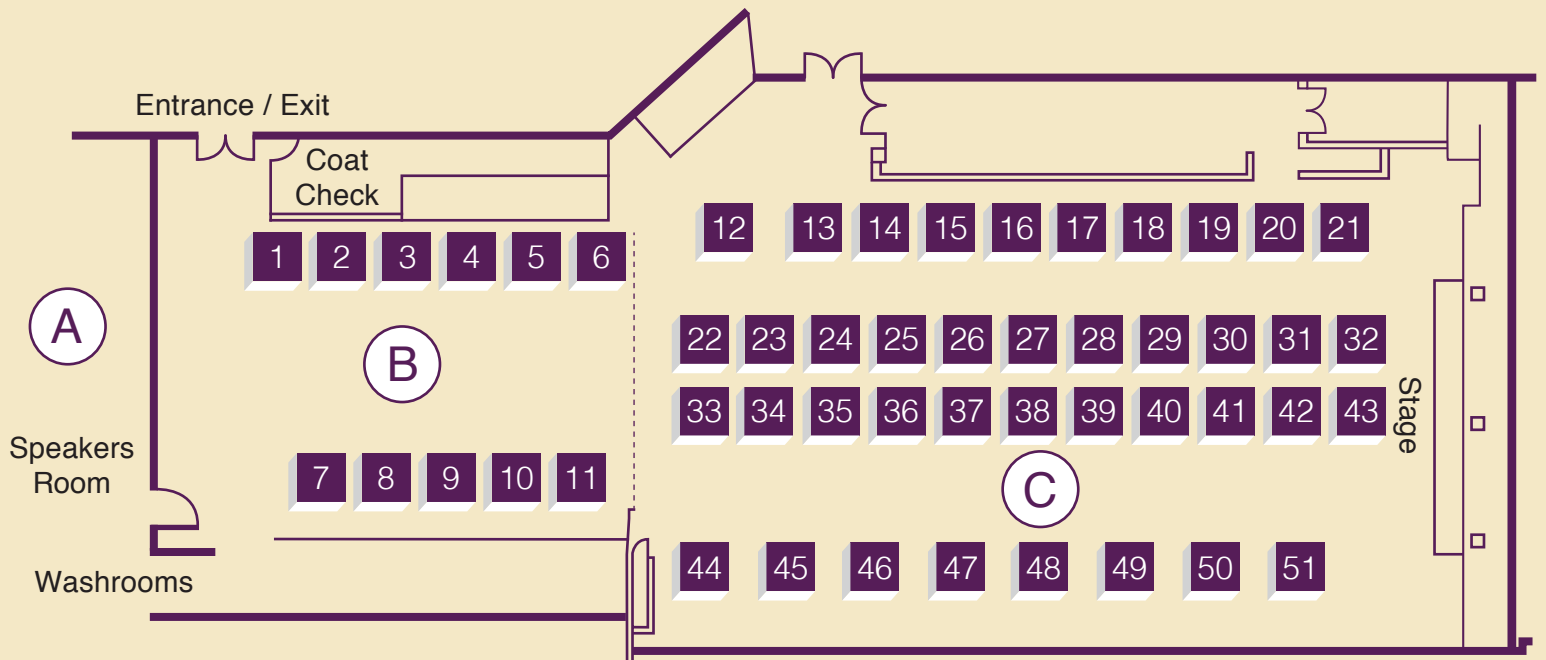 Entrance / Exit
Coat
Check
12 13 14 15 16 17 18 19 20 21
1 2 3 4 5 6
A
B
22 23 24 25 26 27 28 29 30 31 32
33 34 35 36 37 38 39 40 41 42 43
Stage
Speakers
Room
7 8 9 10 11
C
Washrooms
44 45 46 47 48 49 50 51